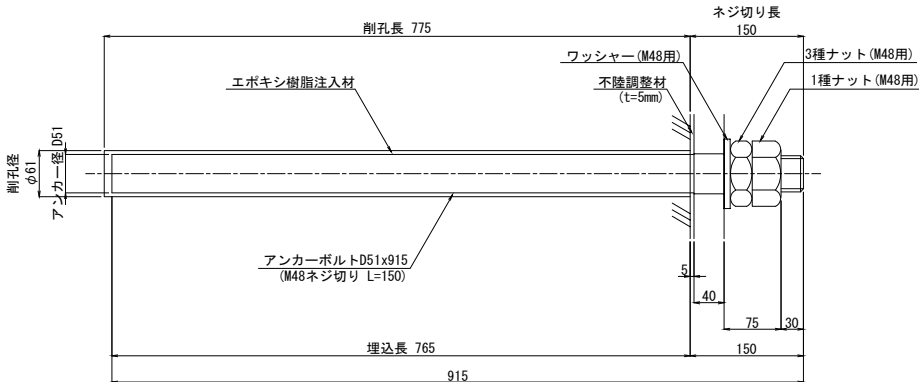 ネジ切り長
削孔長 775
150
ワッシャー(M48用)
3種ナット(M48用)
エポキシ樹脂注入材
不陸調整材
(t=5mm)
1種ナット(M48用)
削孔径
φ61
アンカー径 D51
アンカーボルトD51x915
(M48ネジ切り L=150)
5
40
75
30
埋込長 765
150
915